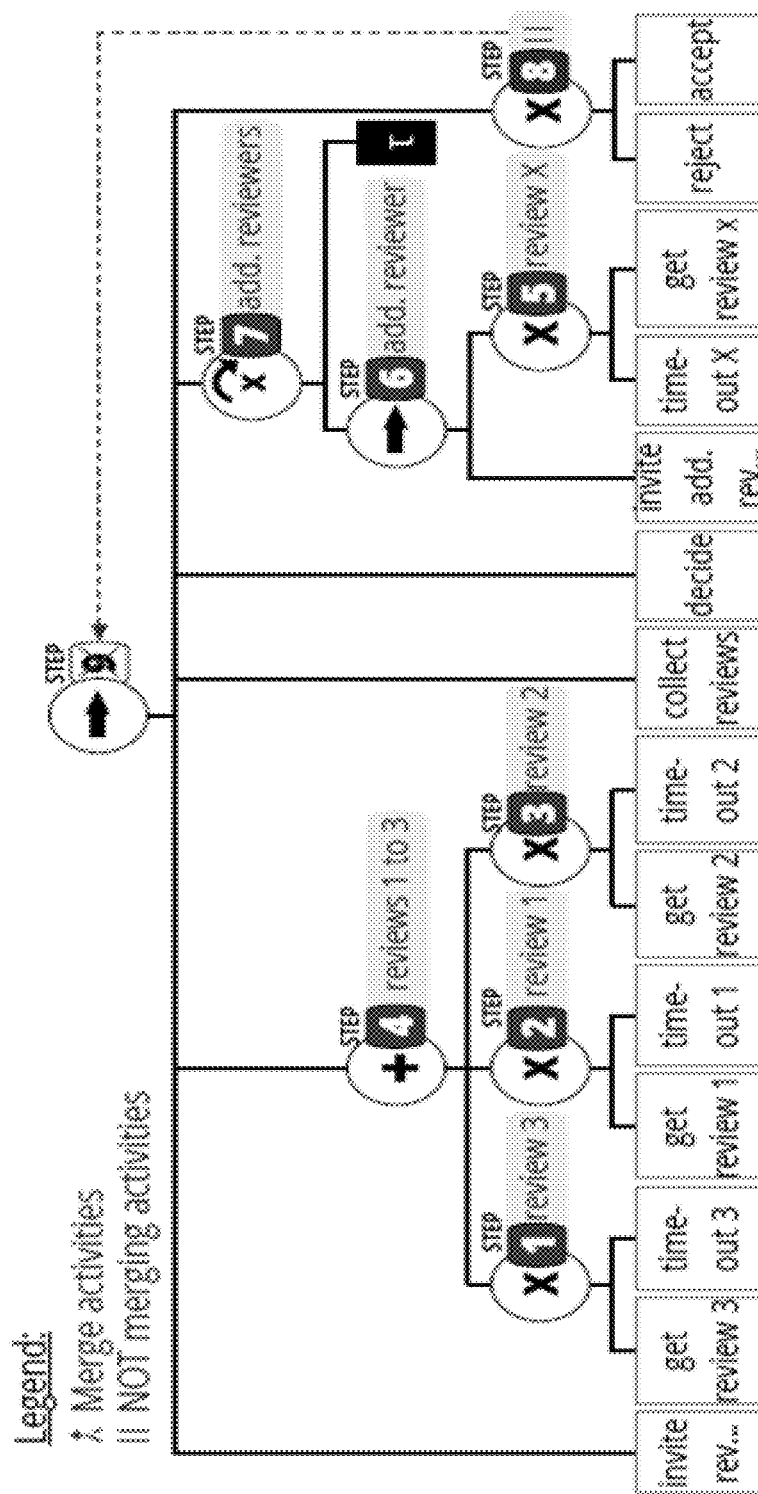 Legend:
Merge activities
|| NOT merging activities
STEP
9
STEP
7 add. reviewers
x
STEP
4 reviews 1 to 3
+
STEP
6 add. reviewer
τ
STEP
X 1 review 3
STEP
X 2 review 1
STEP
X 3 review 2
STEP
X 5 review X
STEP
X 8 ||
invite
rev...
get
review 3
time-
out 3
get
review 1
time-
out 1
get
review 2
time-
out 2
collect
reviews
decide
invite
add.
rev...
time-
out X
get
review x
reject
accept